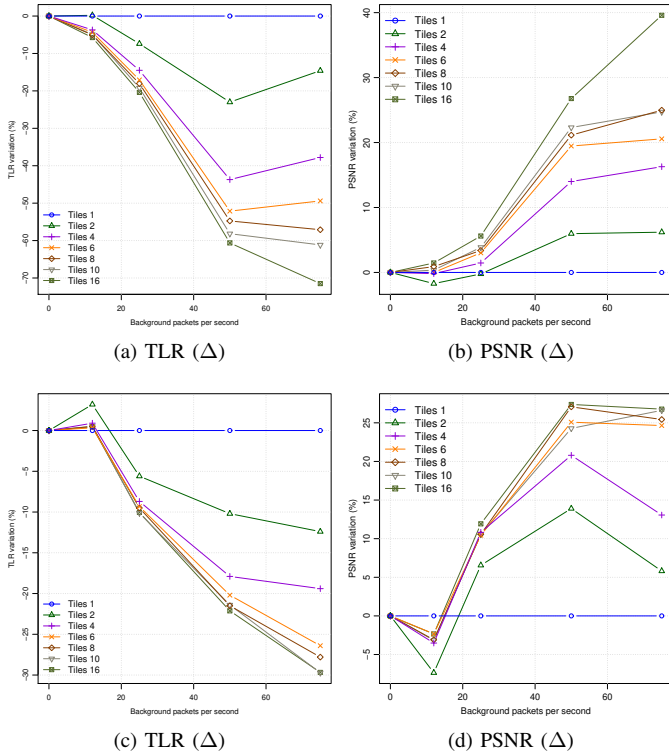 0
−10
−20
−30
−40
−50
−60
−70
TLR variation (%)
Tiles 1
Tiles 2
Tiles 4
Tiles 6
Tiles 8
Tiles 10
Tiles 16
0 20 40 60
Background packets per second
(a) TLR (Δ)
40
30
20
10
0
PSNR variation (%)
Tiles 1
Tiles 2
Tiles 4
Tiles 6
Tiles 8
Tiles 10
Tiles 16
0 20 40 60
Background packets per second
(b) PSNR (Δ)
0
−5
−10
−15
−20
−25
−30
TLR variation (%)
Tiles 1
Tiles 2
Tiles 4
Tiles 6
Tiles 8
Tiles 10
Tiles 16
0 20 40 60
Background packets per second
(c) TLR (Δ)
25
20
15
10
5
0
−5
PSNR variation (%)
Tiles 1
Tiles 2
Tiles 4
Tiles 6
Tiles 8
Tiles 10
Tiles 16
0 20 40 60
Background packets per second
(d) PSNR (Δ)